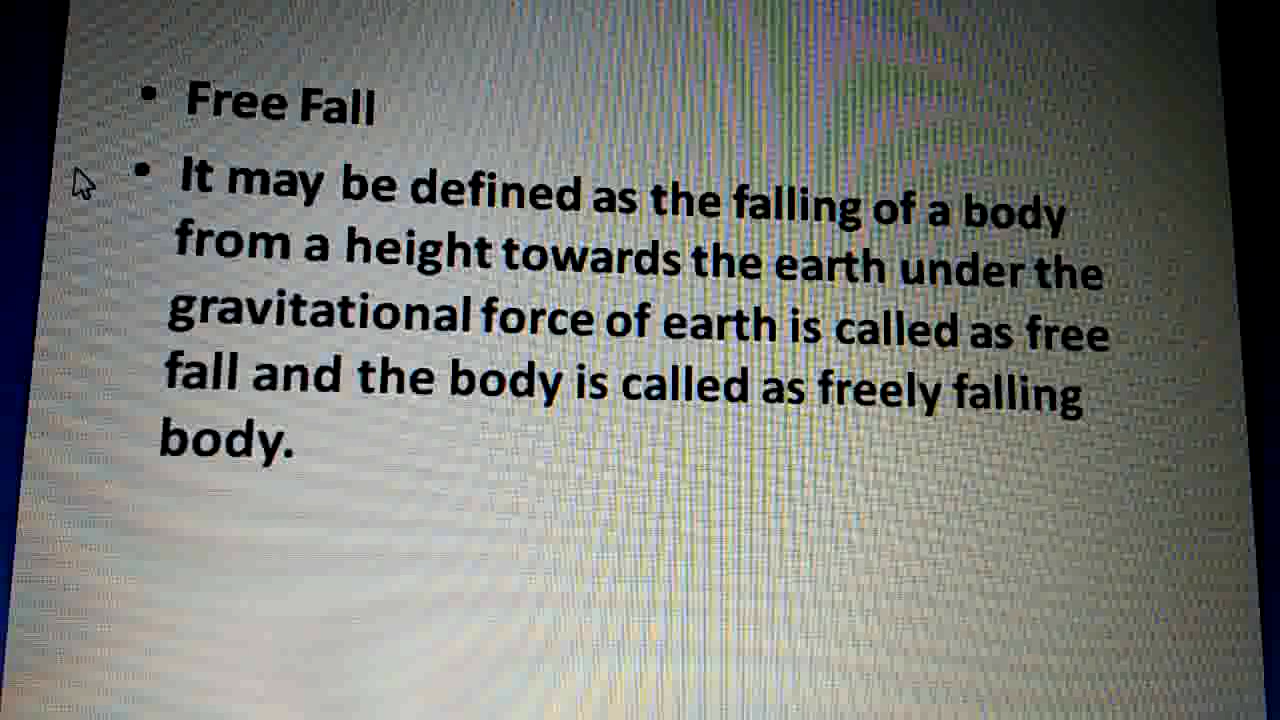 • Free Fall
• It may be defined as the falling of a body
from a height towards the earth under the
gravitational force of earth is called as free
fall and the body is called as freely falling
body.